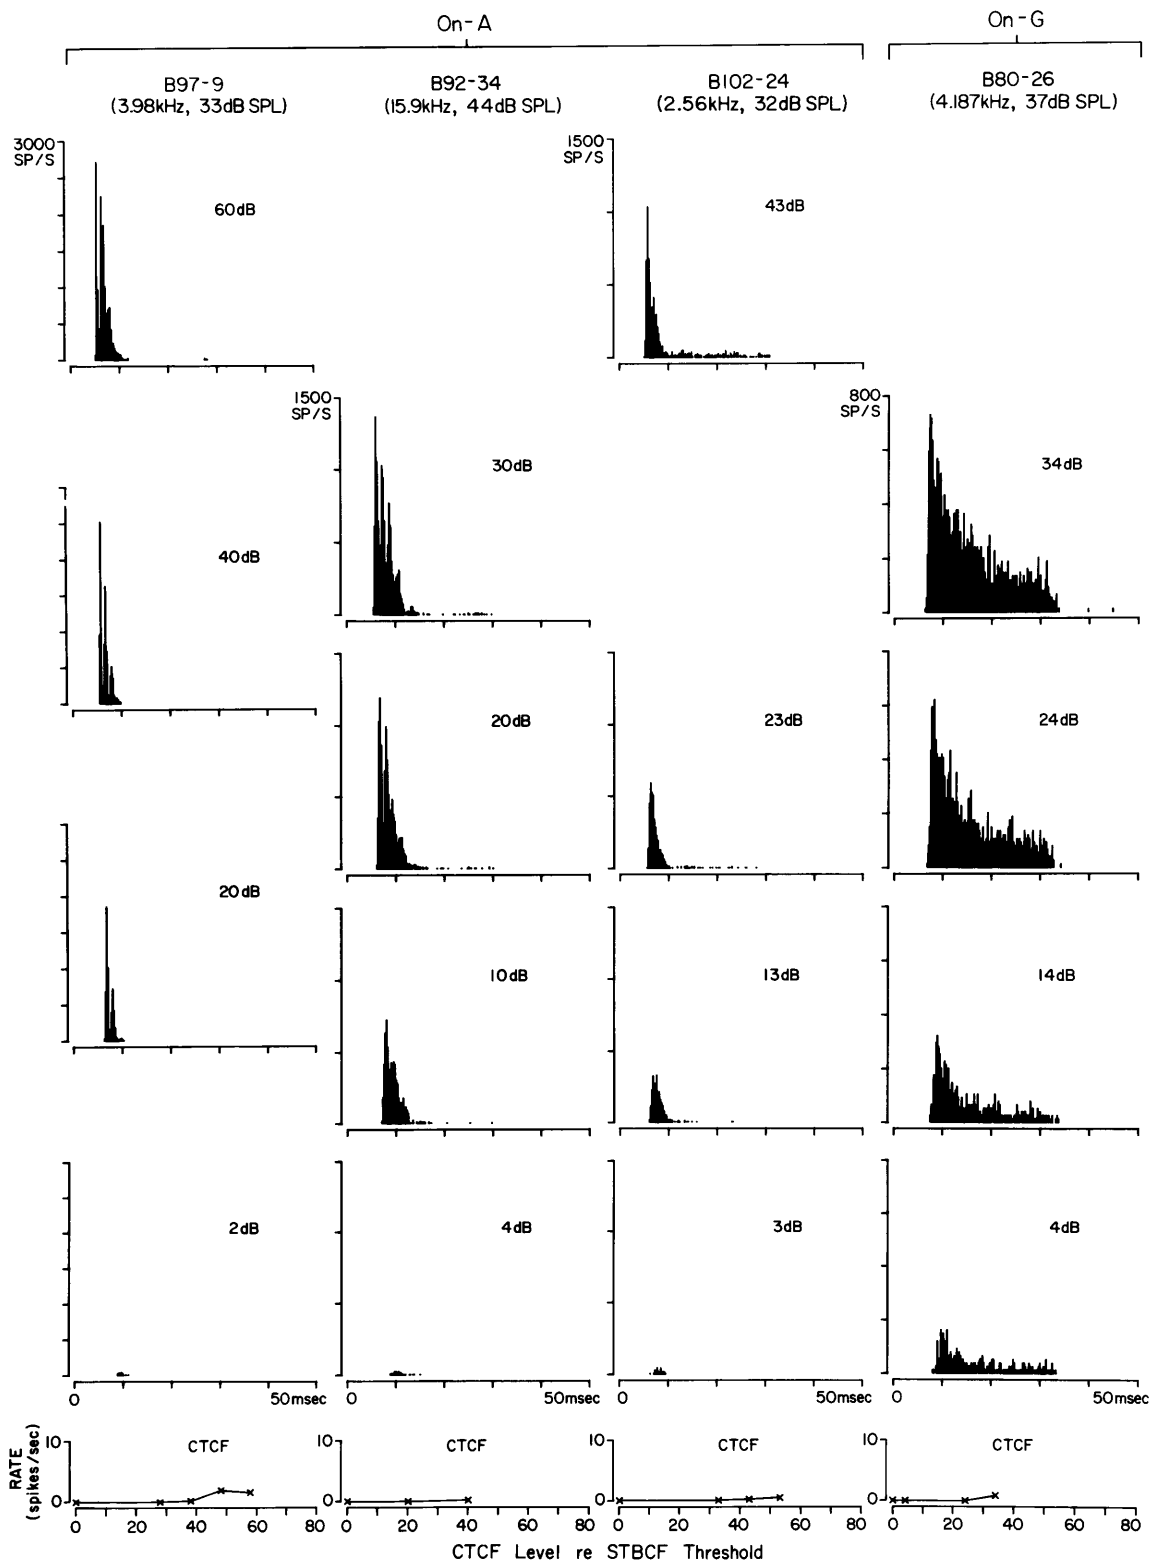 On-A
On-G
B97-9
(3.98kHz, 33dB SPL)
B92-34
(15.9kHz, 44dB SPL)
B102-24
(2.56kHz, 32dB SPL)
B80-26
(4.187kHz, 37dB SPL)
3000
SP/S
60dB
1500
SP/S
43dB
1500
SP/S
30dB
800
SP/S
34dB
40dB
20dB
23dB
24dB
20dB
10dB
13dB
14dB
2dB
4dB
3dB
4dB
0 50msec
0 50msec
0 50msec
0 50msec
RATE
(spikes/sec)
10
0
CTCF
10
0
CTCF
10
0
CTCF
10
0
CTCF
0 20 40 60 80
0 20 40 60 80
0 20 40 60 80
0 20 40 60 80
CTCF Level re STBCF Threshold